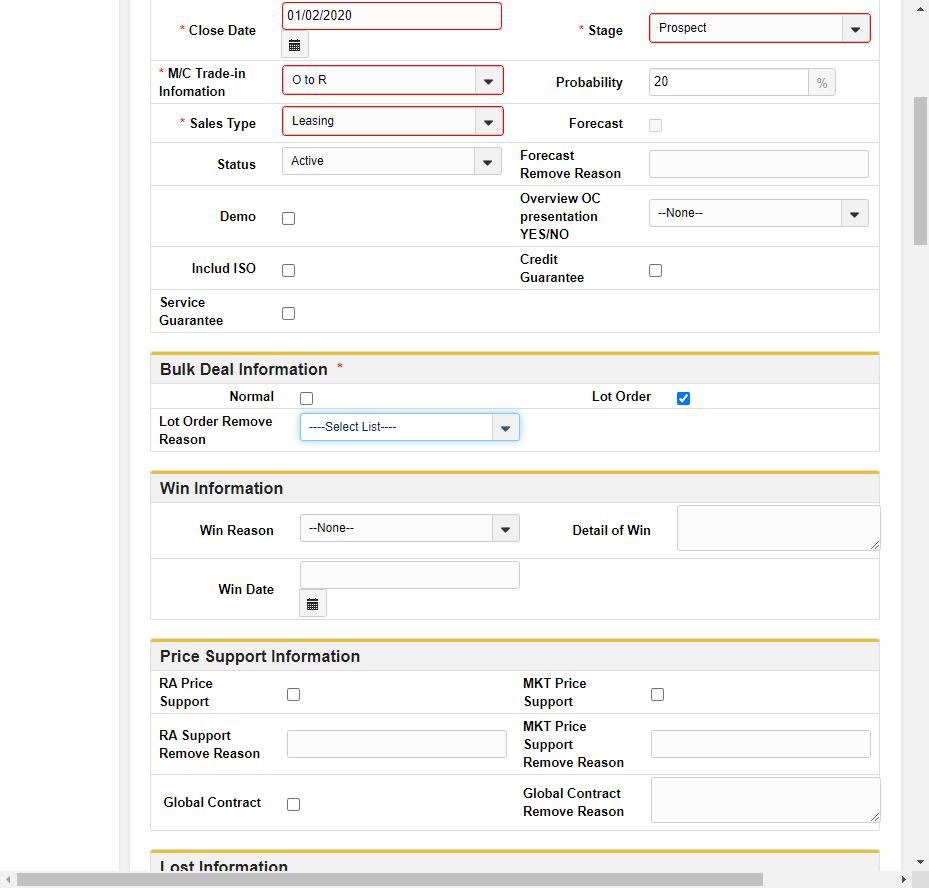 01/02/2020
* Close Date
* Stage
Prospect
* M/C Trade-in
Infomation
O to R
Probability
20
%
* Sales Type
Leasing
Forecast
Status
Active
Forecast
Remove Reason
Demo
Overview OC
presentation
YES/NO
--None--
Includ ISO
Credit
Guarantee
Service
Guarantee
Bulk Deal Information *
Normal
Lot Order
Lot Order Remove
Reason
----Select List----
Win Information
Win Reason
--None--
Detail of Win
Win Date
Price Support Information
RA Price
Support
MKT Price
Support
RA Support
Remove Reason
MKT Price
Support
Remove Reason
Global Contract
Global Contract
Remove Reason
Lost Information